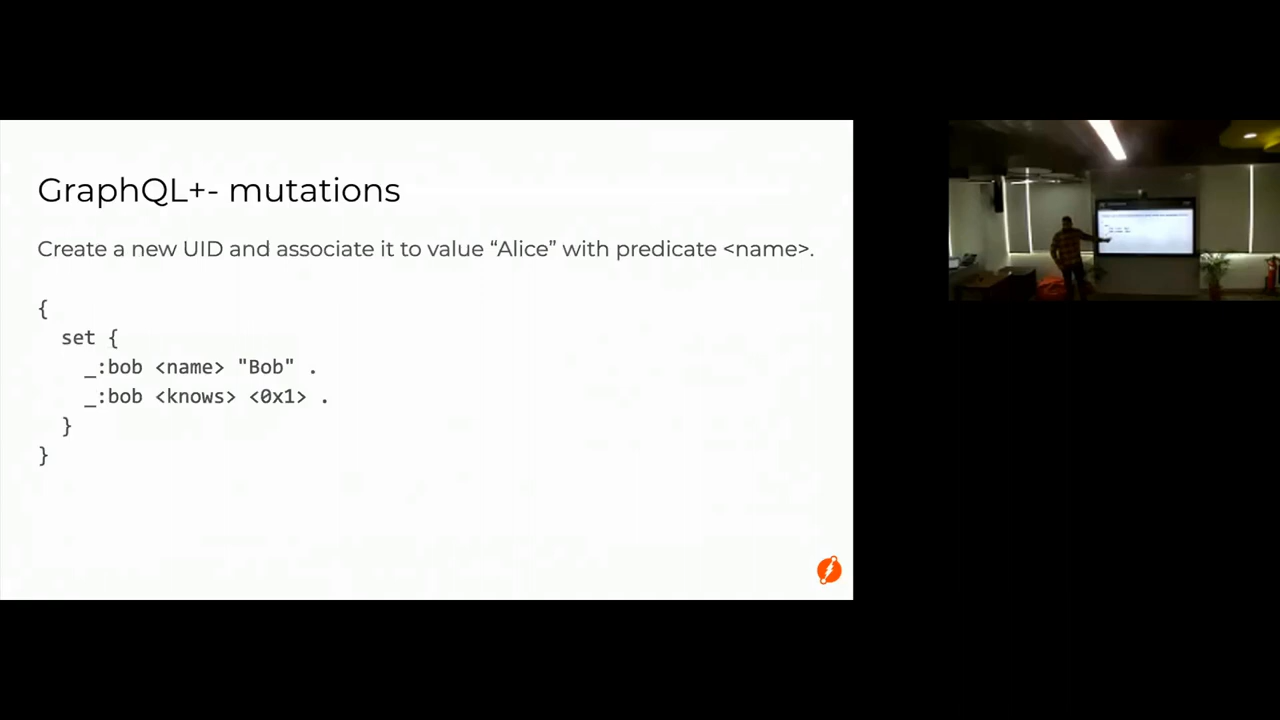 GraphQL+- mutations
Create a new UID and associate it to value “Alice” with predicate <name>.
{
set {
_:bob <name> "Bob" .
_:bob <knows> <0x1> .
}
}